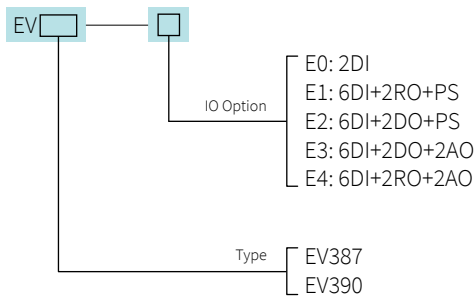 EV
IO Option
E0: 2DI
E1: 6DI+2RO+PS
E2: 6DI+2DO+PS
E3: 6DI+2DO+2AO
E4: 6DI+2RO+2AO
Type
EV387
EV390